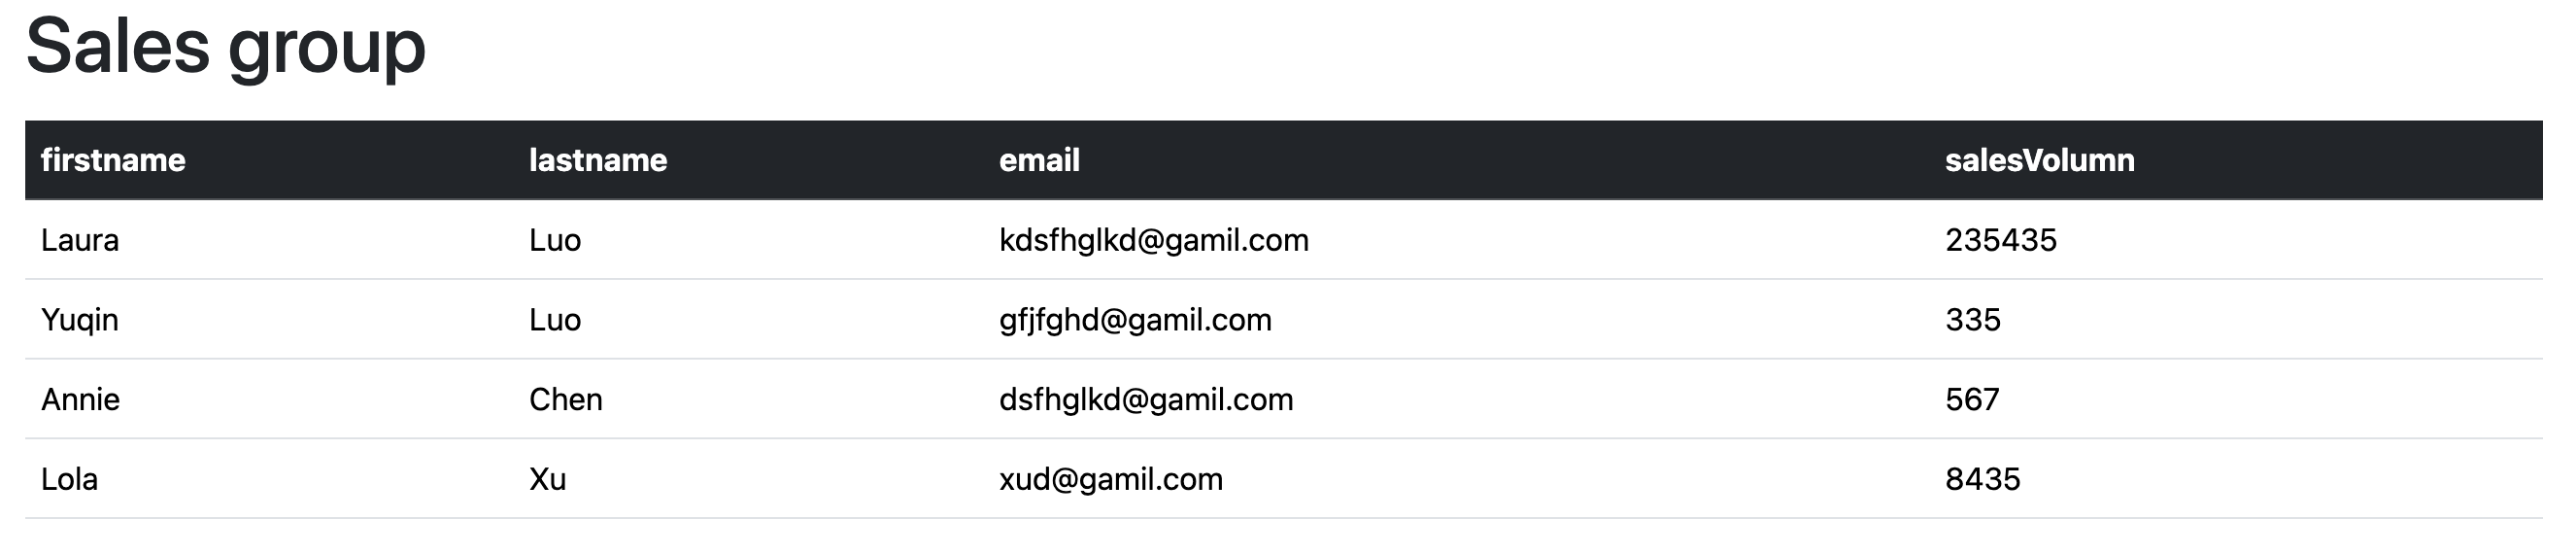 Sales group
firstname lastname email salesVolumn
Laura Luo kdsfhglkd@gamil.com 235435
Yuqin Luo gfjfghd@gamil.com 335
Annie Chen dsfhglkd@gamil.com 567
Lola Xu xud@gamil.com 8435